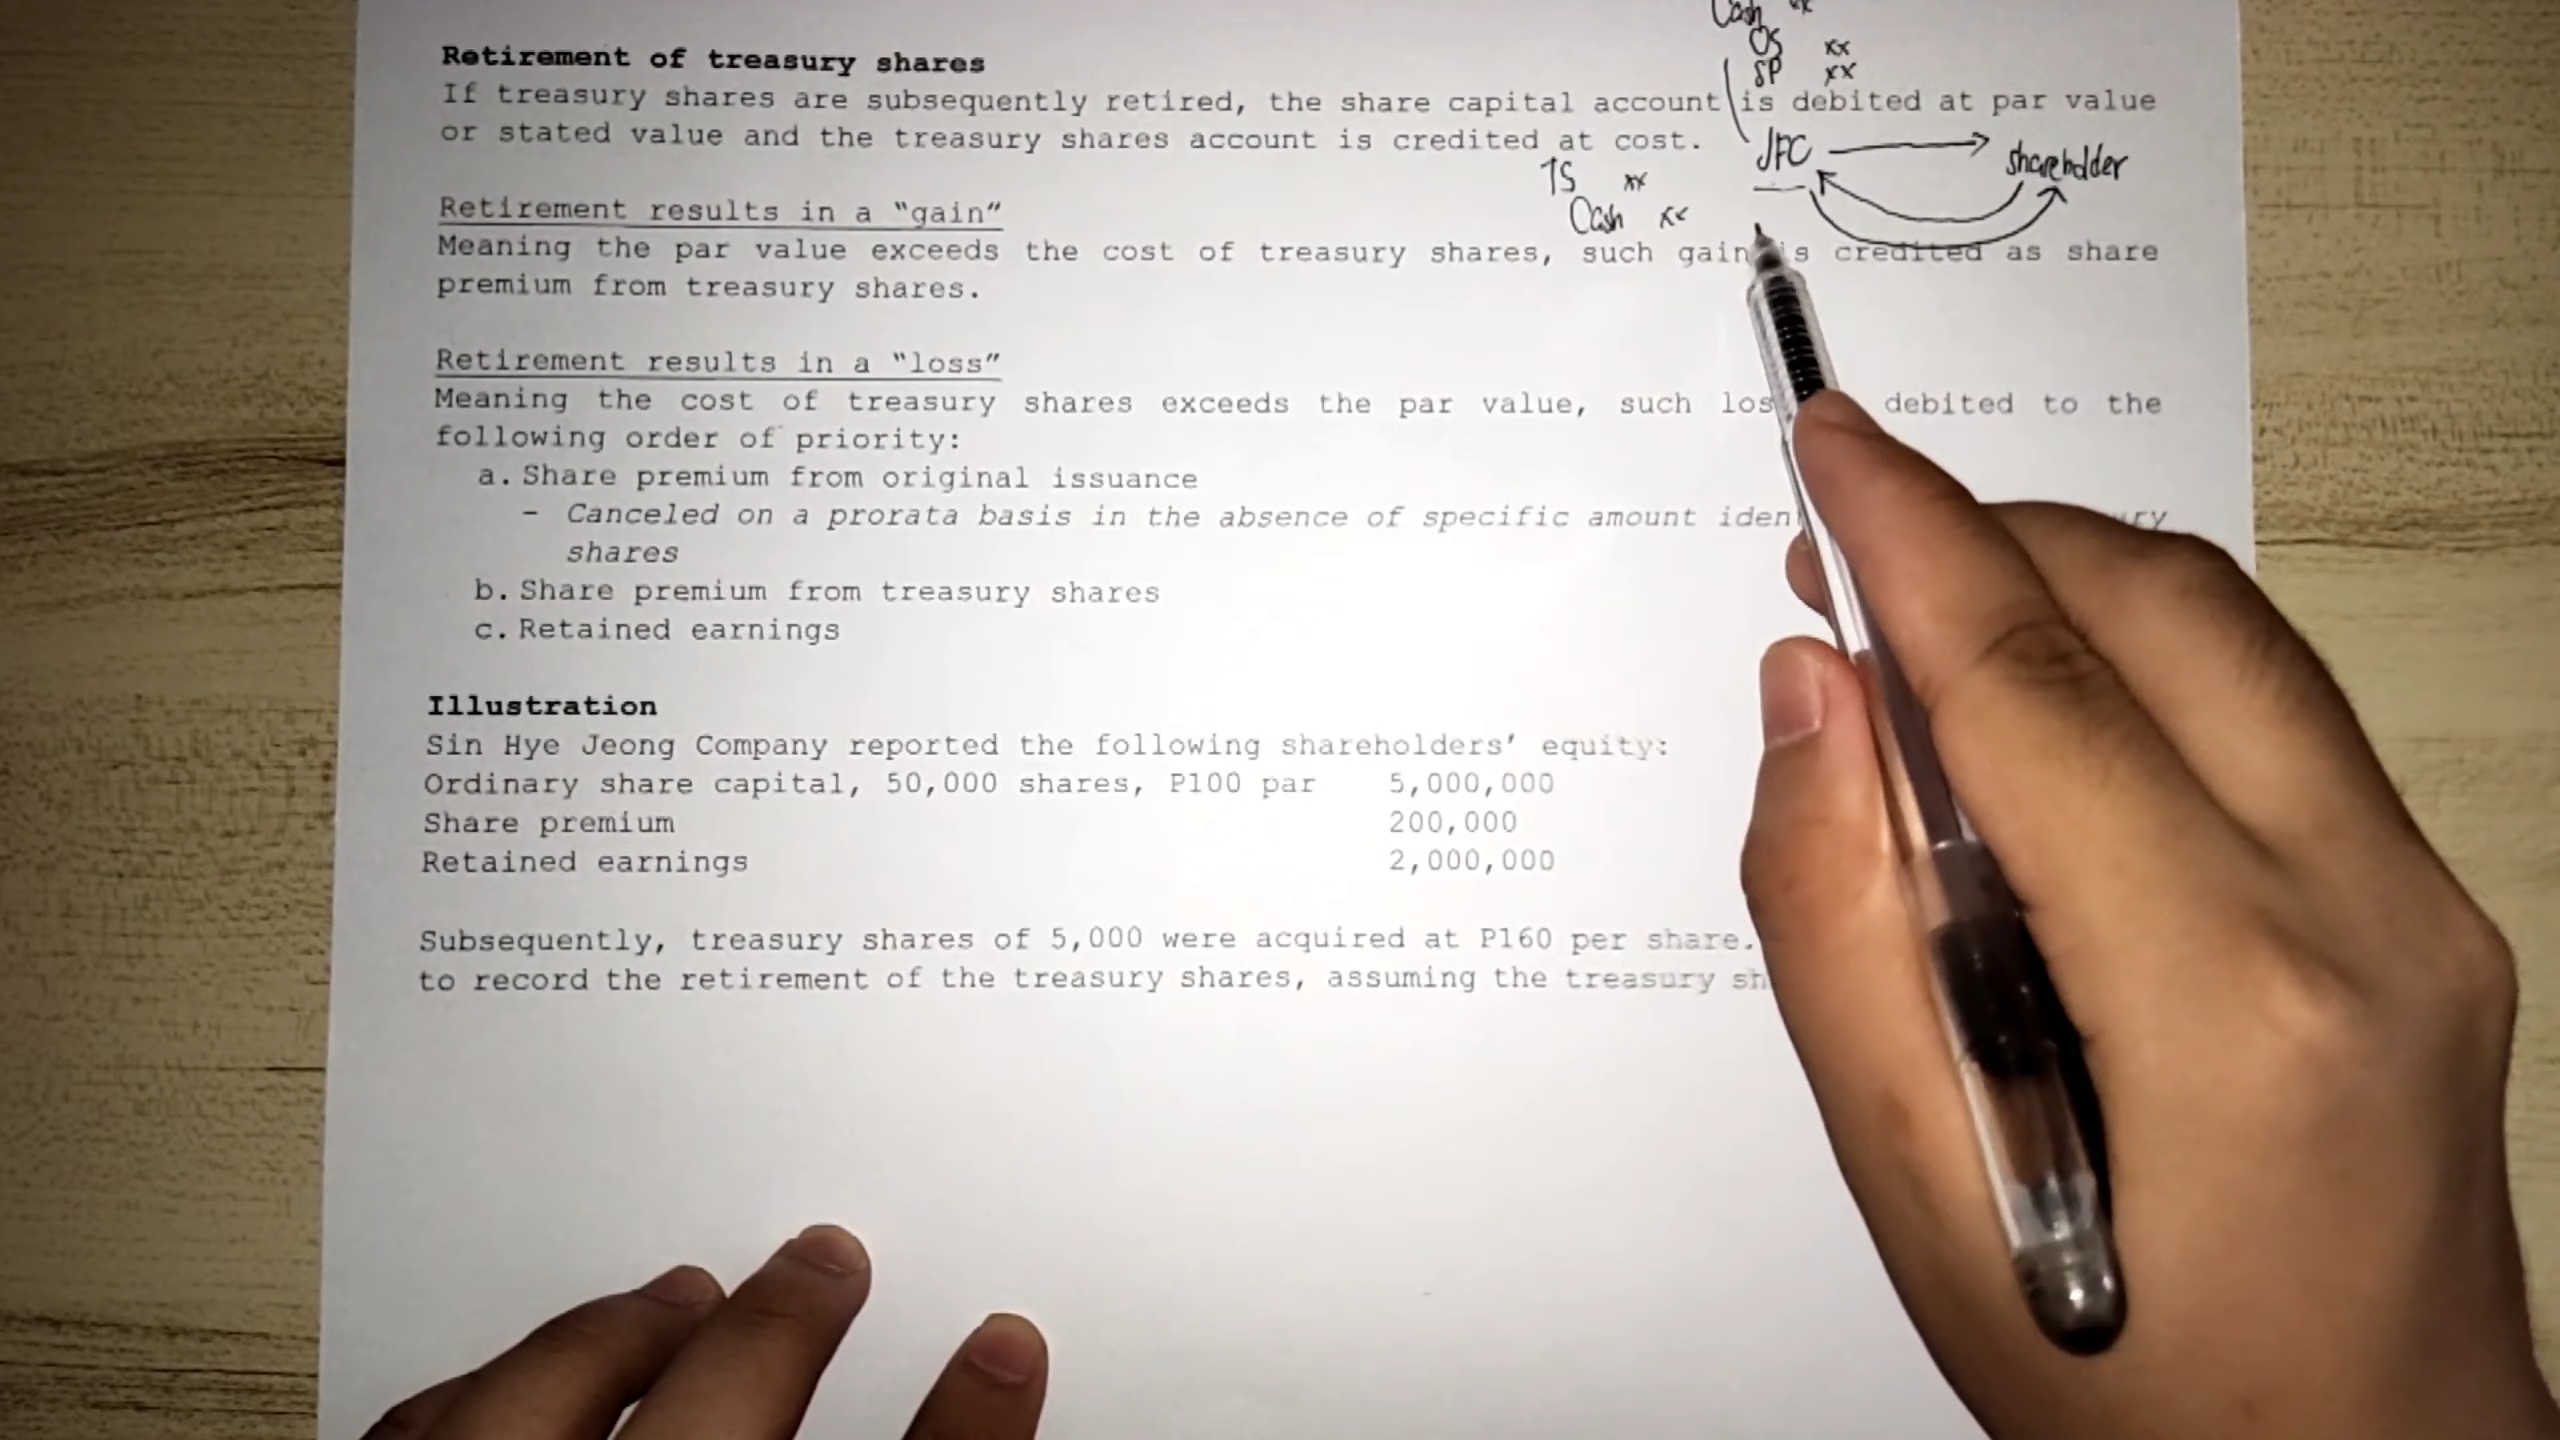 Cash xx
OS xx
SP xx
Retirement of treasury shares
If treasury shares are subsequently retired, the share capital account is debited at par value
or stated value and the treasury shares account is credited at cost.
JFC shareholder
TS xx
Cash xx
Retirement results in a “gain”
Meaning the par value exceeds the cost of treasury shares, such gain is credited as share
premium from treasury shares.
Retirement results in a “loss”
Meaning the cost of treasury shares exceeds the par value, such debited to the
following order of priority:
a. Share premium from original issuance
- Canceled on a prorata basis in the absence of specific amount
shares
b. Share premium from treasury shares
c. Retained earnings
Illustration
Sin Hye Jeong Company reported the following shareholders’ equity:
Ordinary share capital, 50,000 shares, P100 par 5,000,000
Share premium 200,000
Retained earnings 2,000,000
Subsequently, treasury shares of 5,000 were acquired at P160 per share.
to record the retirement of the treasury shares, assuming the treasury